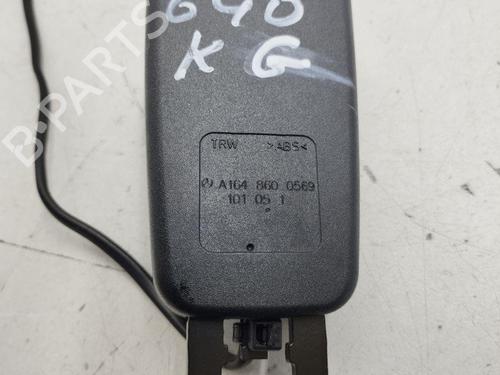 640
K G
TRW >ABS<
A164 860 0569
101 05 1
B-PARTS